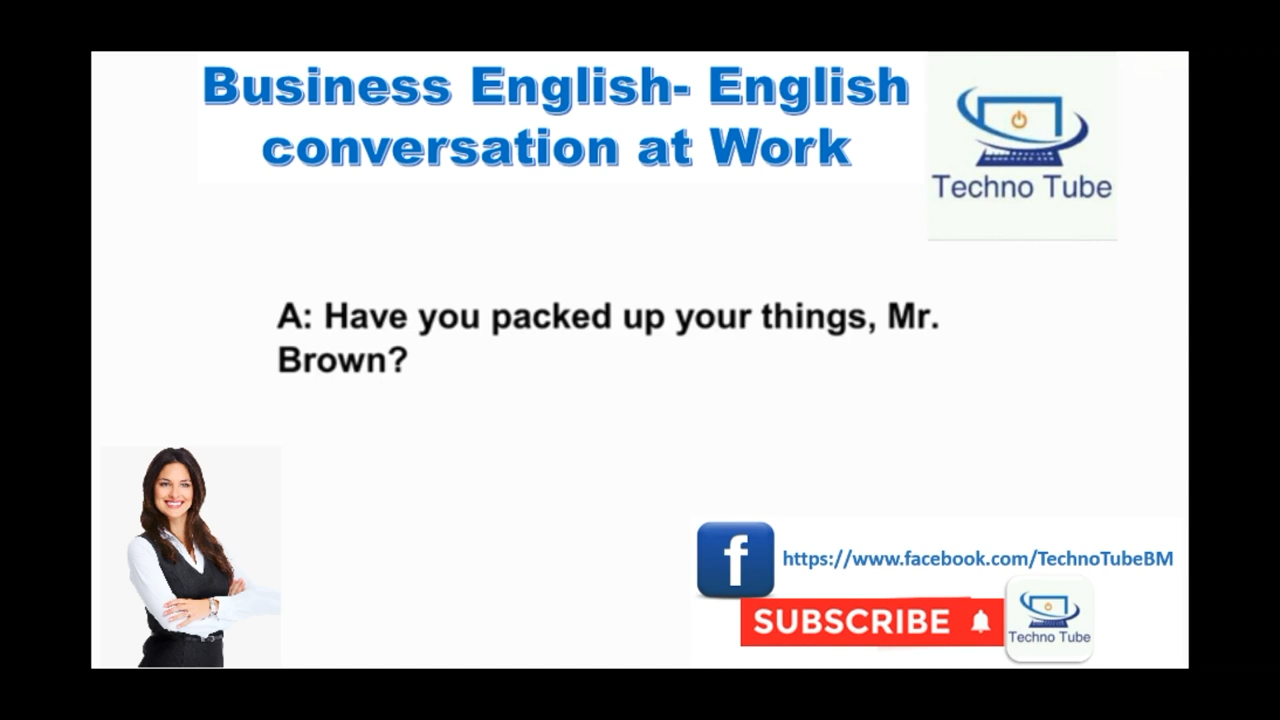 Business English- English
conversation at Work
Techno Tube
A: Have you packed up your things, Mr.
Brown?
f
https://www.facebook.com/TechnoTubeBM
SUBSCRIBE
Techno Tube